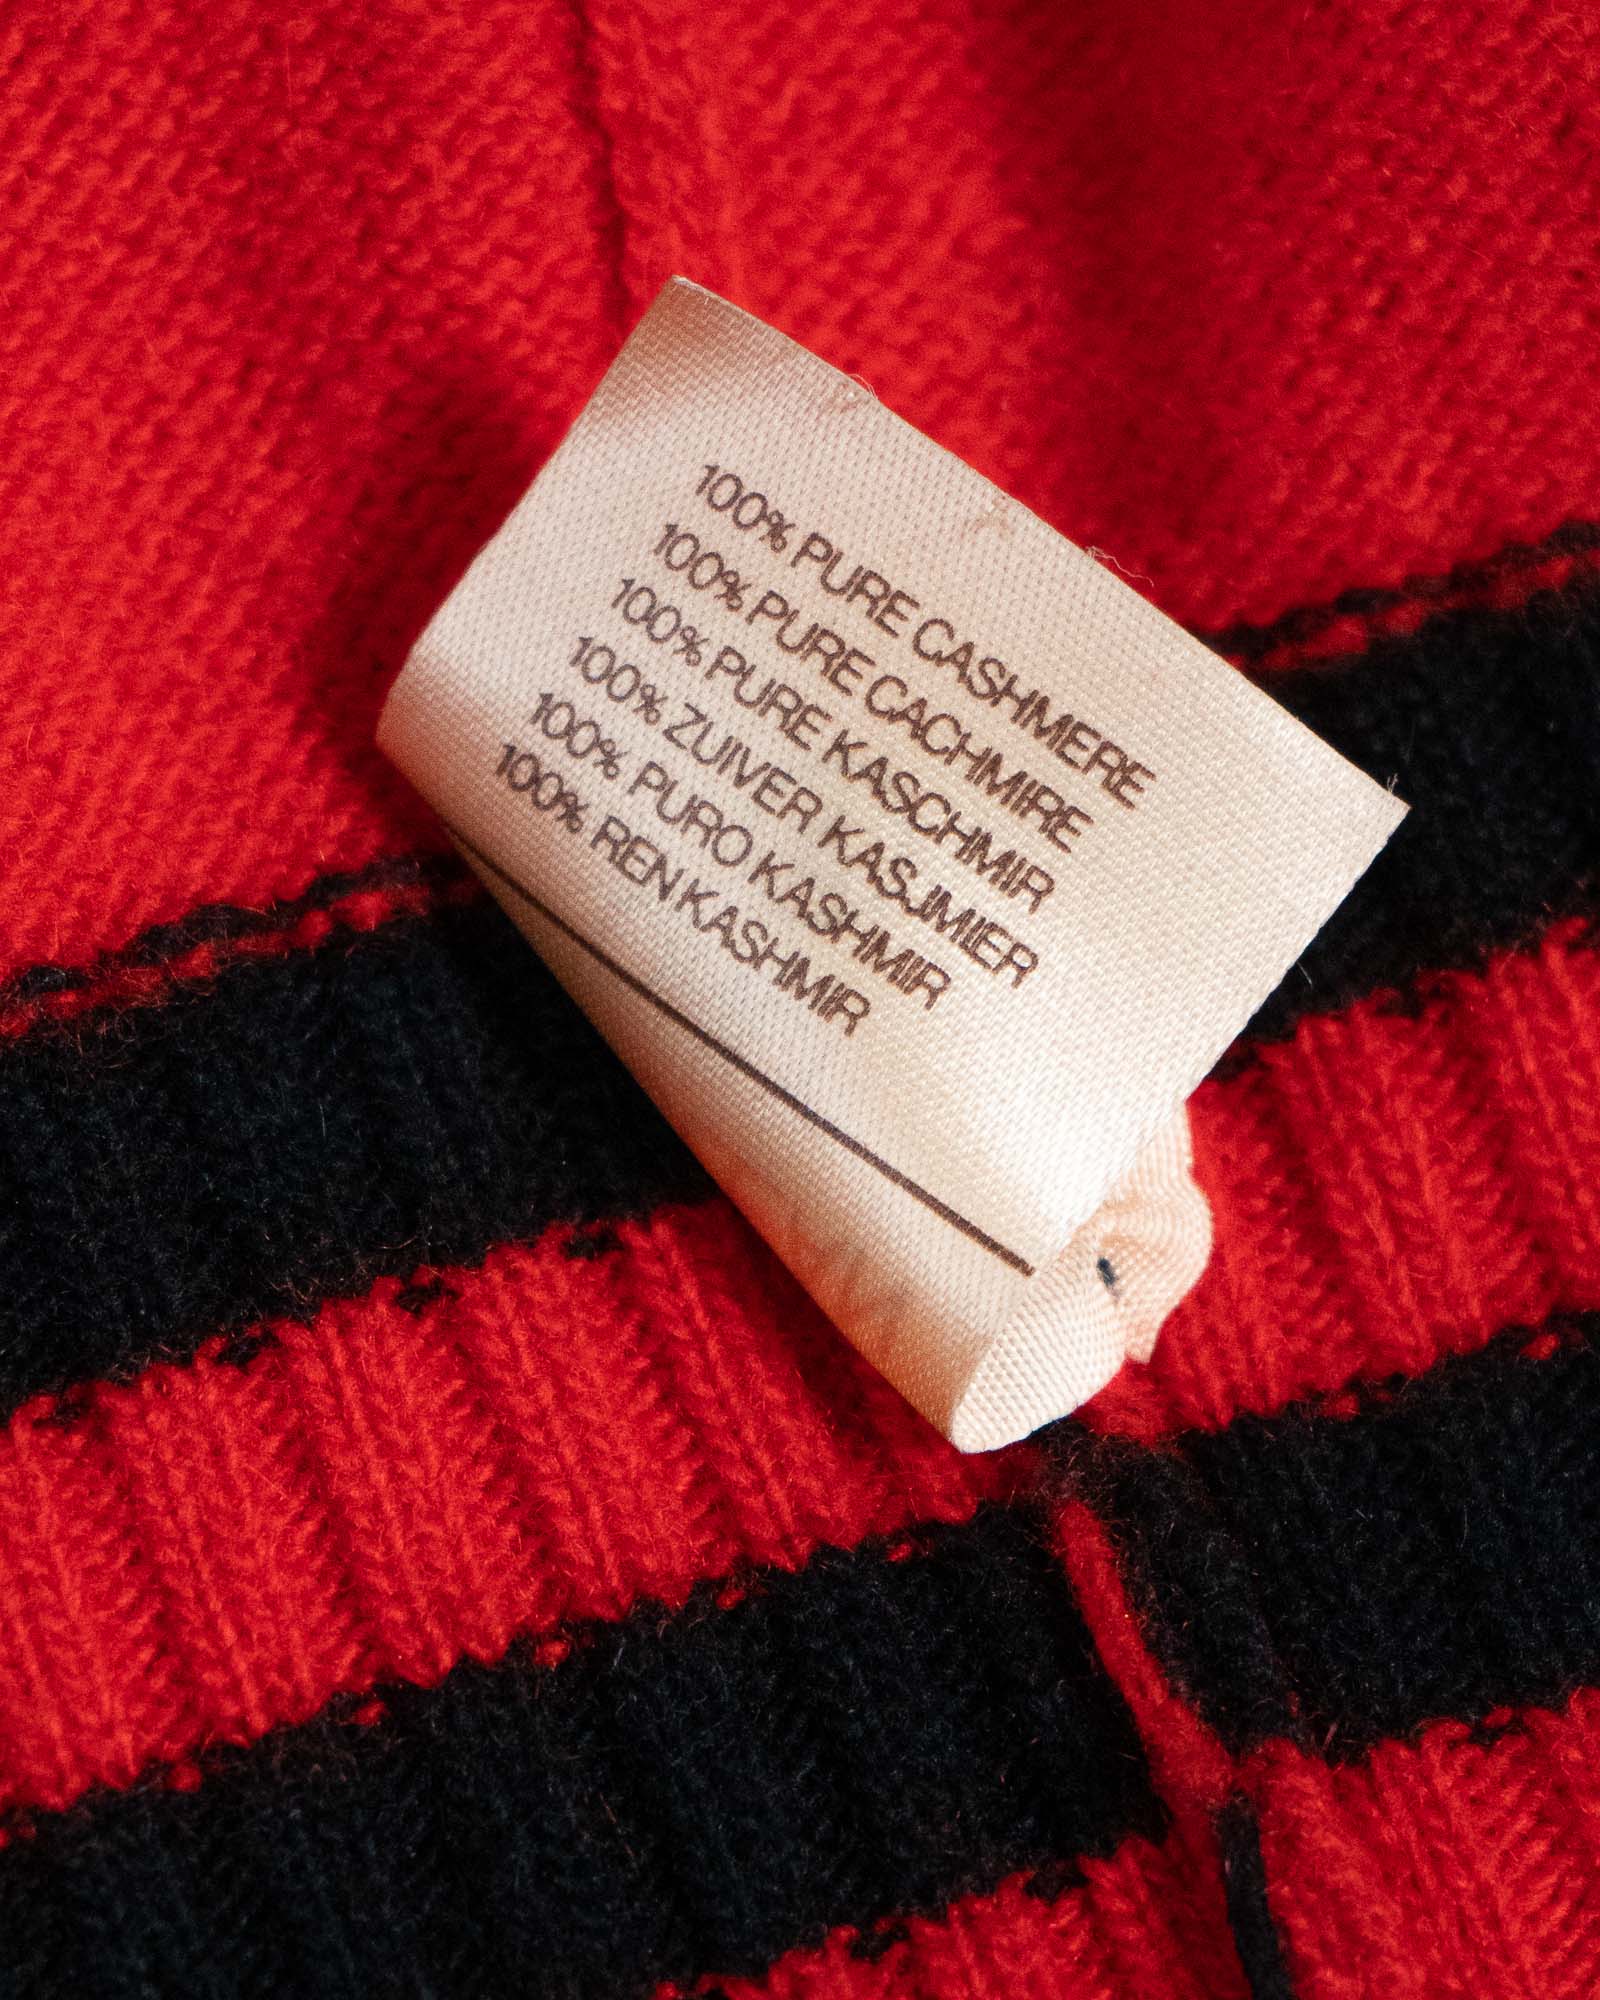 100% PURE CASHMERE
100% PURE CACHMIRE
100% PURE KASCHMIR
100% ZUIVER KASJMIER
100% PURO KASHMIR
100% REN KASHMIR